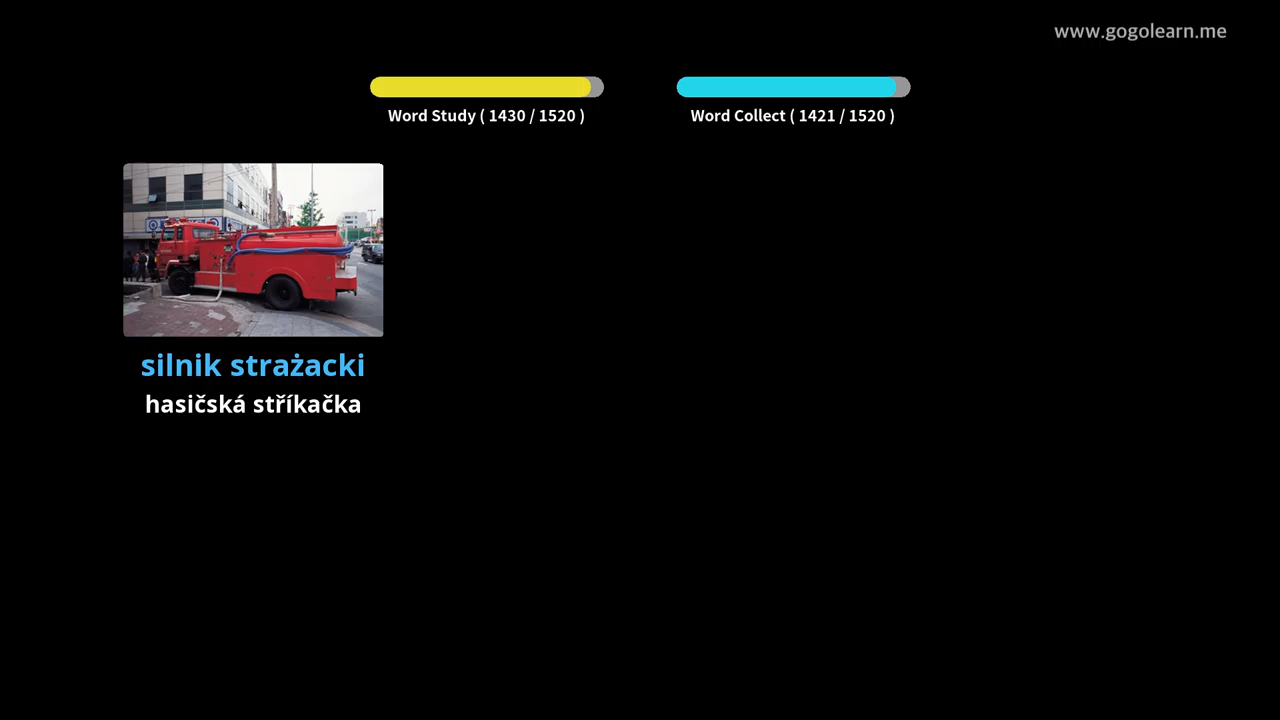 www.gogolearn.me
Word Study ( 1430 / 1520 )
Word Collect ( 1421 / 1520 )
silnik strażacki
hasičská stříkačka